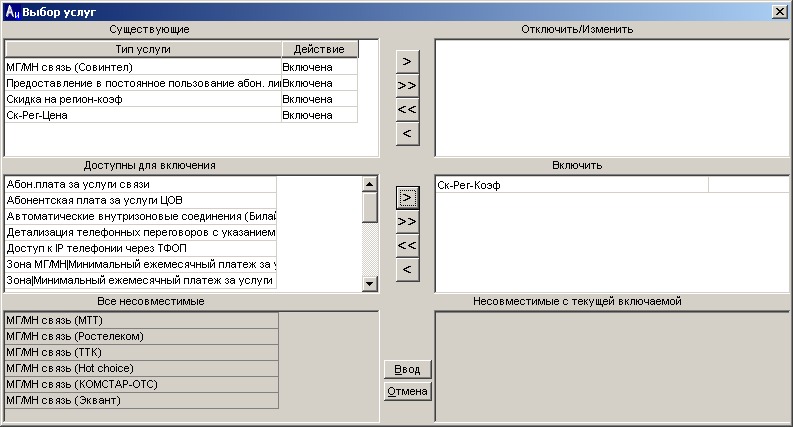 Aи Выбор услуг
Существующие
Тип услуги Действие
МГ/МН связь (Совинтел) Включена
Предоставление в постоянное пользование абон. ли Включена
Скидка на регион-коэф Включена
Ск-Рег-Цена Включена
>
>>
<<
<
Отключить/Изменить
Доступны для включения
Абон.плата за услуги связи
Абонентская плата за услуги ЦОВ
Автоматические внутризоновые соединения (Билай
Детализация телефонных переговоров с указанием
Доступ к IP телефонии через ТФОП
Зона МГ/МН|Минимальный ежемесячный платеж за у
Зона|Минимальный ежемесячный платеж за услуги
>
>>
<<
<
Включить
Ск-Рег-Коэф
Все несовместимые
МГ/МН связь (МТТ)
МГ/МН связь (Ростелеком)
МГ/МН связь (ТТК)
МГ/МН связь (Hot choice)
МГ/МН связь (КОМСТАР-ОТС)
МГ/МН связь (Эквант)
Ввод
Отмена
Несовместимые с текущей включаемой